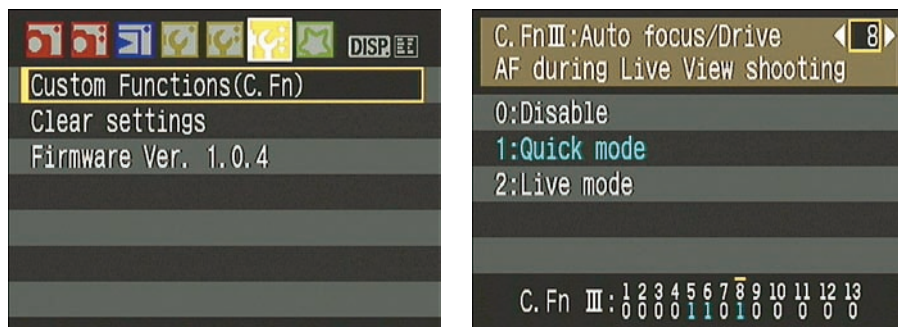 DISP.
Custom Functions(C.Fn)
Clear settings
Firmware Ver. 1.0.4
C.FnⅢ:Auto focus/Drive 8
AF during Live View shooting
0:Disable
1:Quick mode
2:Live mode
C.Fn Ⅲ: 1 2 3 4 5 6 7 8 9 10 11 12 13
0 0 0 0 1 1 0 1 0 0 0 0 0